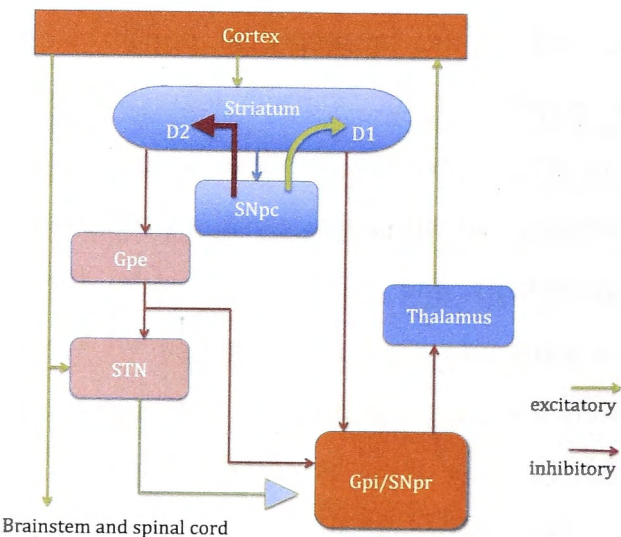 Cortex
Striatum
D2
D1
SNpc
Gpe
Thalamus
STN
excitatory
inhibitory
Gpi/SNpr
Brainstem and spinal cord